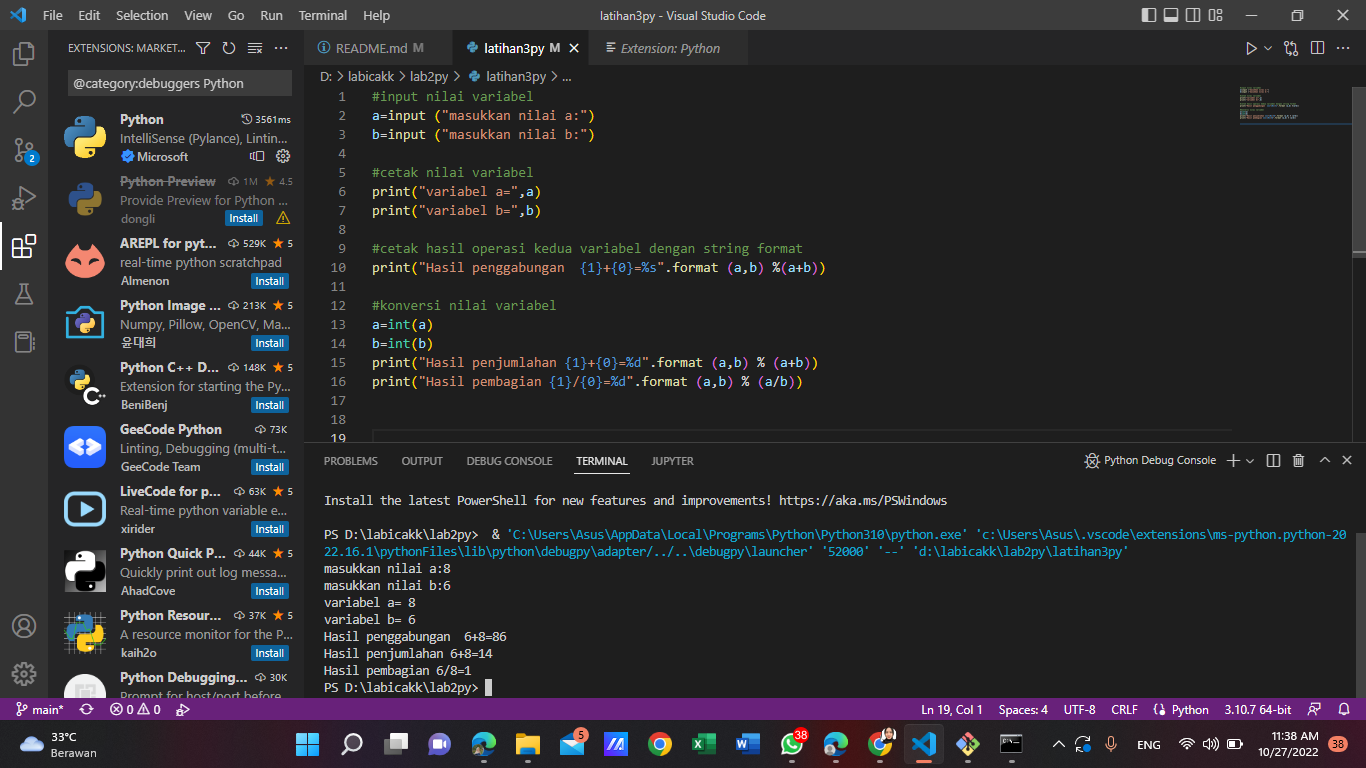 File Edit Selection View Go Run Terminal Help latihan3py - Visual Studio Code
EXTENSIONS: MARKET...
@category:debuggers Python
Python 3561ms
IntelliSense (Pylance), Lintin...
Microsoft
Python Preview 1M 4.5
Provide Preview for Python ...
dongli Install
AREPL for pyt... 529K 5
real-time python scratchpad
Almenon Install
Python Image ... 213K 5
Numpy, Pillow, OpenCV, Ma...
윤대희 Install
Python C++ D... 148K 5
Extension for starting the Py...
BeniBenj Install
GeeCode Python 73K
Linting, Debugging (multi-t...
GeeCode Team Install
LiveCode for p... 63K 5
Real-time python variable e...
xirider Install
Python Quick P... 44K 5
Quickly print out log messa...
AhadCove Install
Python Resour... 37K 5
A resource monitor for the P...
kaih2o Install
Python Debugging... 30K
Prompt for host/port before
2
README.md M latihan3py M Extension: Python
D: > labicakk > lab2py > latihan3py > ...
1 #input nilai variabel
2 a=input ("masukkan nilai a:")
3 b=input ("masukkan nilai b:")
4
5 #cetak nilai variabel
6 print("variabel a=",a)
7 print("variabel b=",b)
8
9 #cetak hasil operasi kedua variabel dengan string format
10 print("Hasil penggabungan  {1}+{0}=%s".format (a,b) %(a+b))
11
12 #konversi nilai variabel
13 a=int(a)
14 b=int(b)
15 print("Hasil penjumlahan {1}+{0}=%d".format (a,b) % (a+b))
16 print("Hasil pembagian {1}/{0}=%d".format (a,b) % (a/b))
17
18
19
PROBLEMS OUTPUT DEBUG CONSOLE TERMINAL JUPYTER Python Debug Console
Install the latest PowerShell for new features and improvements! https://aka.ms/PSWindows
PS D:\labicakk\lab2py>  & 'C:\Users\Asus\AppData\Local\Programs\Python\Python310\python.exe' 'c:\Users\Asus\.vscode\extensions\ms-python.python-20
22.16.1\pythonFiles\lib\python\debugpy\adapter/../..\debugpy\launcher' '52000' '--' 'd:\labicakk\lab2py\latihan3py'
masukkan nilai a:8
masukkan nilai b:6
variabel a= 8
variabel b= 6
Hasil penggabungan  6+8=86
Hasil penjumlahan 6+8=14
Hasil pembagian 6/8=1
PS D:\labicakk\lab2py>
main* 0 0 Ln 19, Col 1 Spaces: 4 UTF-8 CRLF Python 3.10.7 64-bit
33°C
Berawan
5 38 ENG 11:38 AM
10/27/2022 38